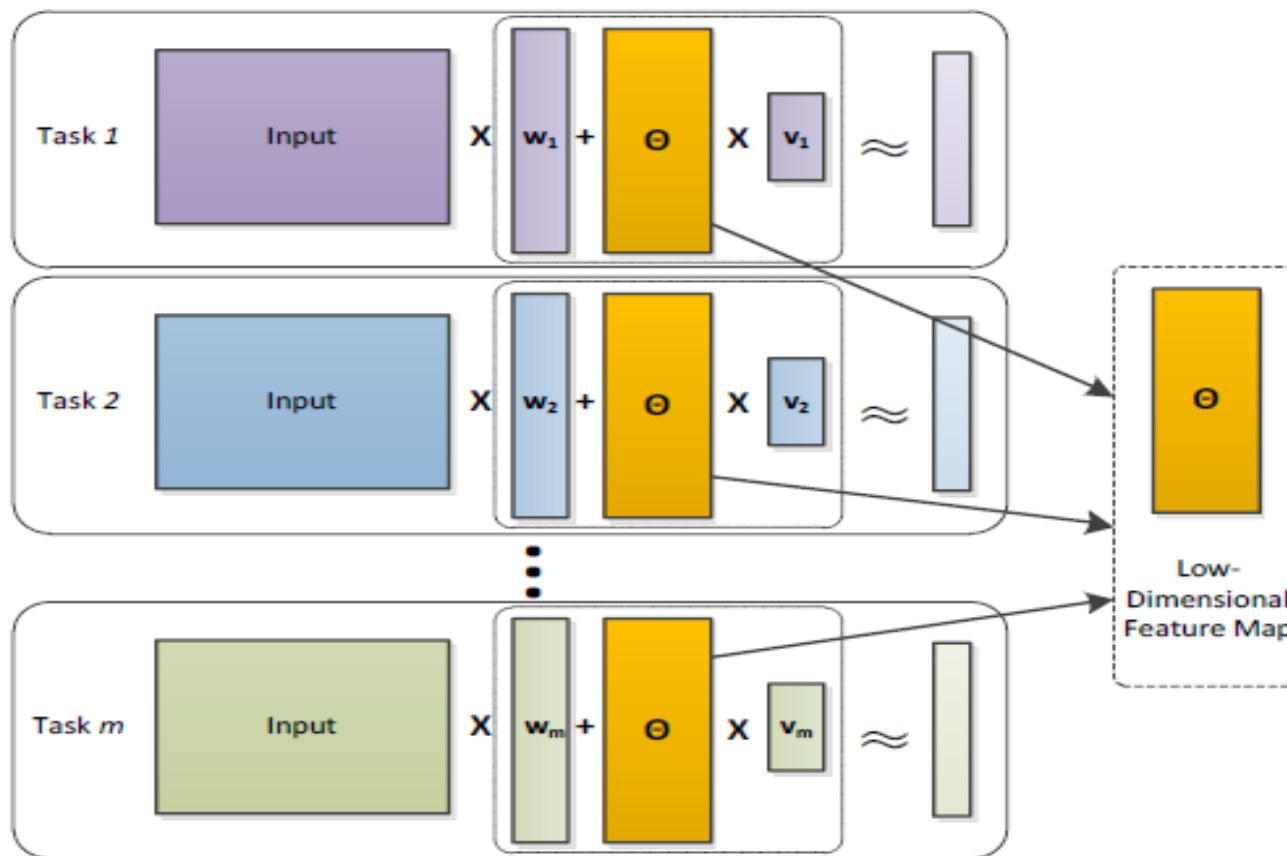 Task 1 Input X w₁ + Θ X v₁ ≈
Task 2 Input X w₂ + Θ X v₂ ≈
Θ
Low-
Dimensional
Feature Map
Task m Input X wₘ + Θ X vₘ ≈